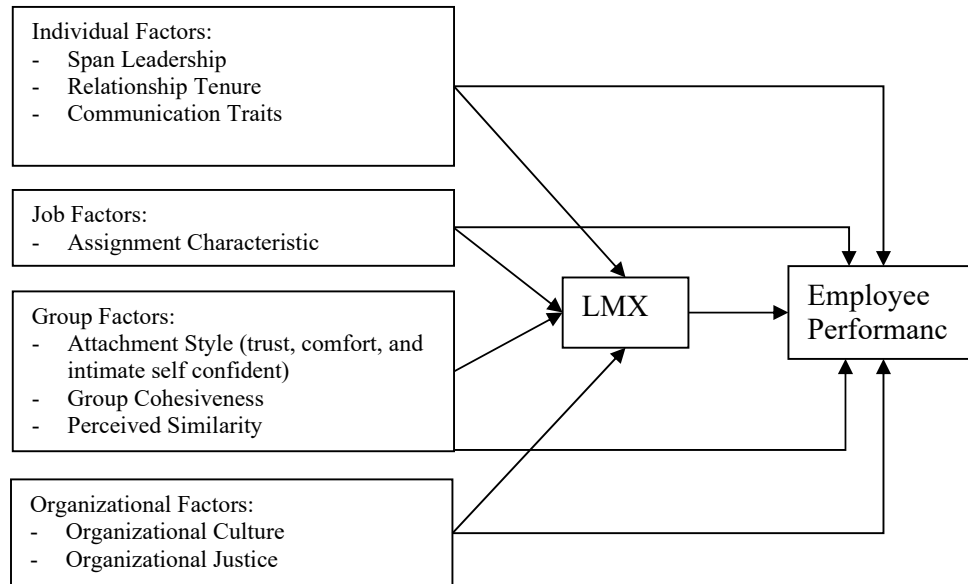 Individual Factors:
- Span Leadership
- Relationship Tenure
- Communication Traits
Job Factors:
- Assignment Characteristic
Group Factors:
- Attachment Style (trust, comfort, and
intimate self confident)
- Group Cohesiveness
- Perceived Similarity
Organizational Factors:
- Organizational Culture
- Organizational Justice
LMX
Employee
Performanc